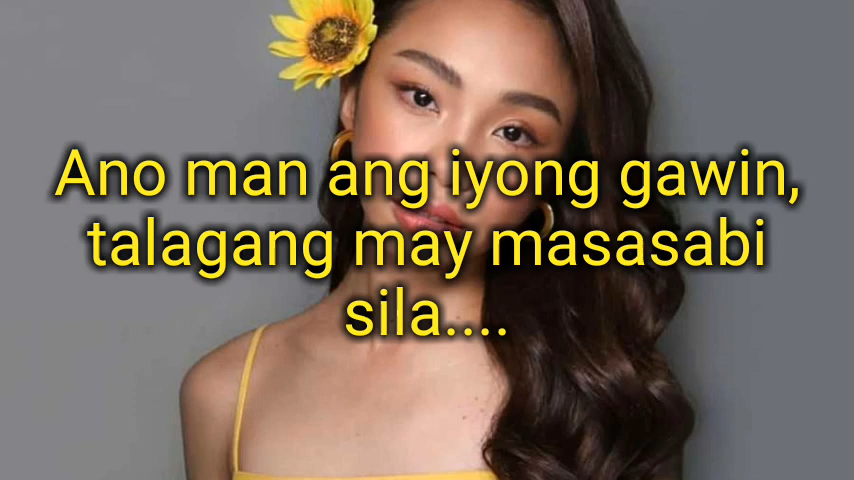 Ano man ang iyong gawin,
talagang may masasabi
sila....